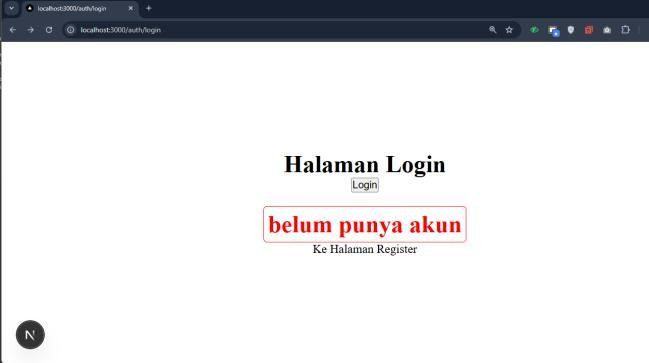 localhost:3000/auth/login
localhost:3000/auth/login
Halaman Login
Login
belum punya akun
Ke Halaman Register
N